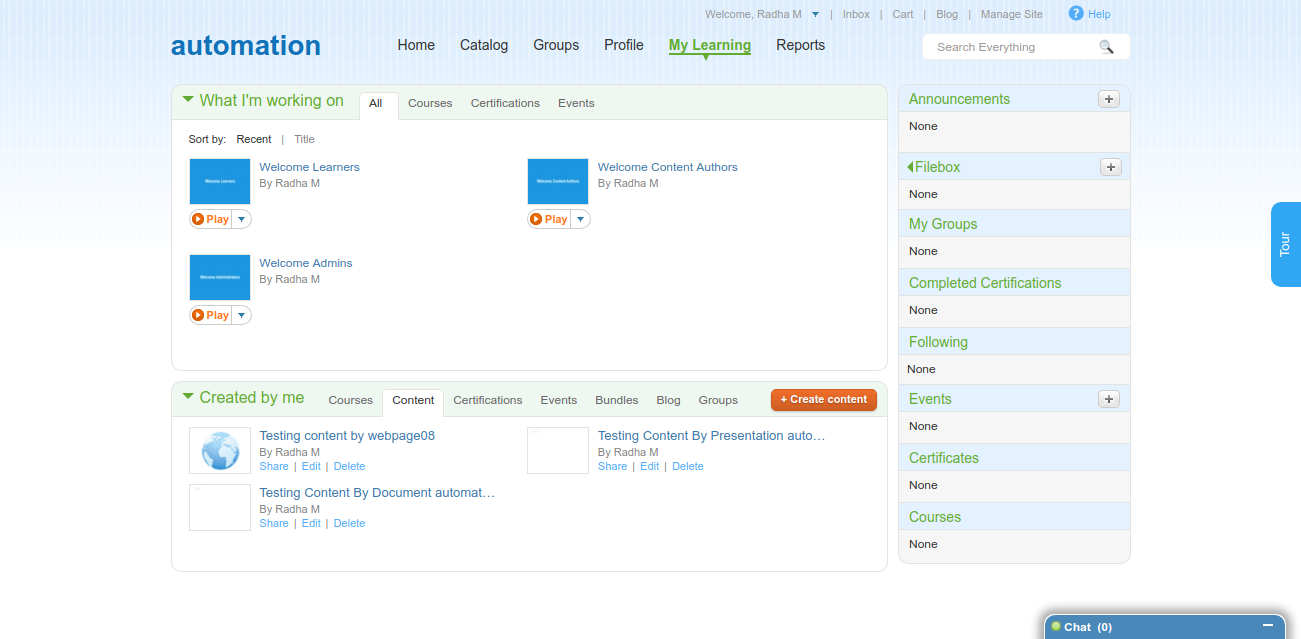 Welcome, Radha M | Inbox | Cart | Blog | Manage Site ? Help
automation
Home Catalog Groups Profile My Learning Reports
Search Everything
What I'm working on All Courses Certifications Events
Sort by: Recent | Title
Welcome Learners
Welcome Learners
By Radha M
Play
Welcome Content Authors
Welcome Content Authors
By Radha M
Play
Welcome Administrators
Welcome Admins
By Radha M
Play
Created by me Courses Content Certifications Events Bundles Blog Groups + Create content
Testing content by webpage08
By Radha M
Share | Edit | Delete
Testing Content By Presentation auto…
By Radha M
Share | Edit | Delete
Testing Content By Document automat…
By Radha M
Share | Edit | Delete
Announcements +
None
Filebox +
None
My Groups
None
Completed Certifications
None
Following
None
Events +
None
Certificates
None
Courses
None
Tour
Chat (0)